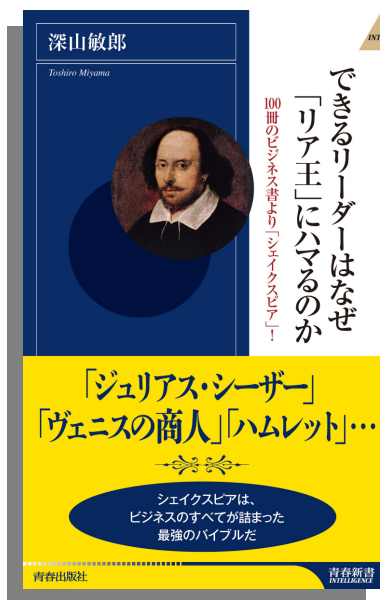 深山敏郎
Toshiro Miyama
INT
できるリーダーはなぜ
「リア王」にハマるのか
100冊のビジネス書より「シェイクスピア」!
「ジュリアス・シーザー」
「ヴェニスの商人」「ハムレット」…
シェイクスピアは、
ビジネスのすべてが詰まった
最強のバイブルだ
青春出版社
青春新書
INTELLIGENCE